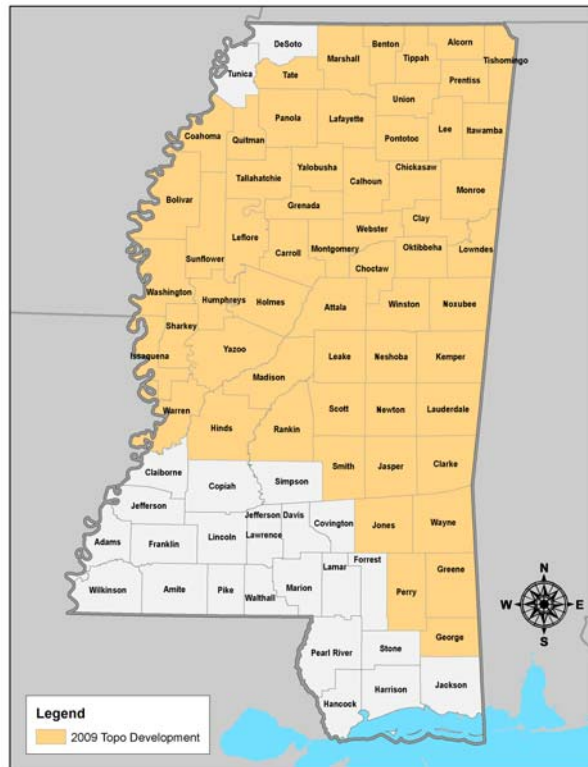 DeSoto
Tunica
Marshall
Benton
Tippah
Alcorn
Tishomingo
Tate
Prentiss
Union
Panola
Lafayette
Lee
Itawamba
Coahoma
Quitman
Pontotoc
Yalobusha
Chickasaw
Tallahatchie
Calhoun
Monroe
Bolivar
Grenada
Clay
Webster
Leflore
Oktibbeha
Lowndes
Sunflower
Carroll
Montgomery
Choctaw
Washington
Humphreys
Holmes
Attala
Winston
Noxubee
Sharkey
Yazoo
Issaquena
Leake
Neshoba
Kemper
Madison
Warren
Scott
Newton
Lauderdale
Hinds
Rankin
Claiborne
Simpson
Smith
Jasper
Clarke
Copiah
Jefferson
Jefferson Davis
Covington
Jones
Wayne
Adams
Franklin
Lincoln
Lawrence
Lamar
Forrest
Greene
Wilkinson
Amite
Pike
Walthall
Marion
Perry
N
W E
S
George
Pearl River
Stone
Hancock
Harrison
Jackson
Legend
2009 Topo Development